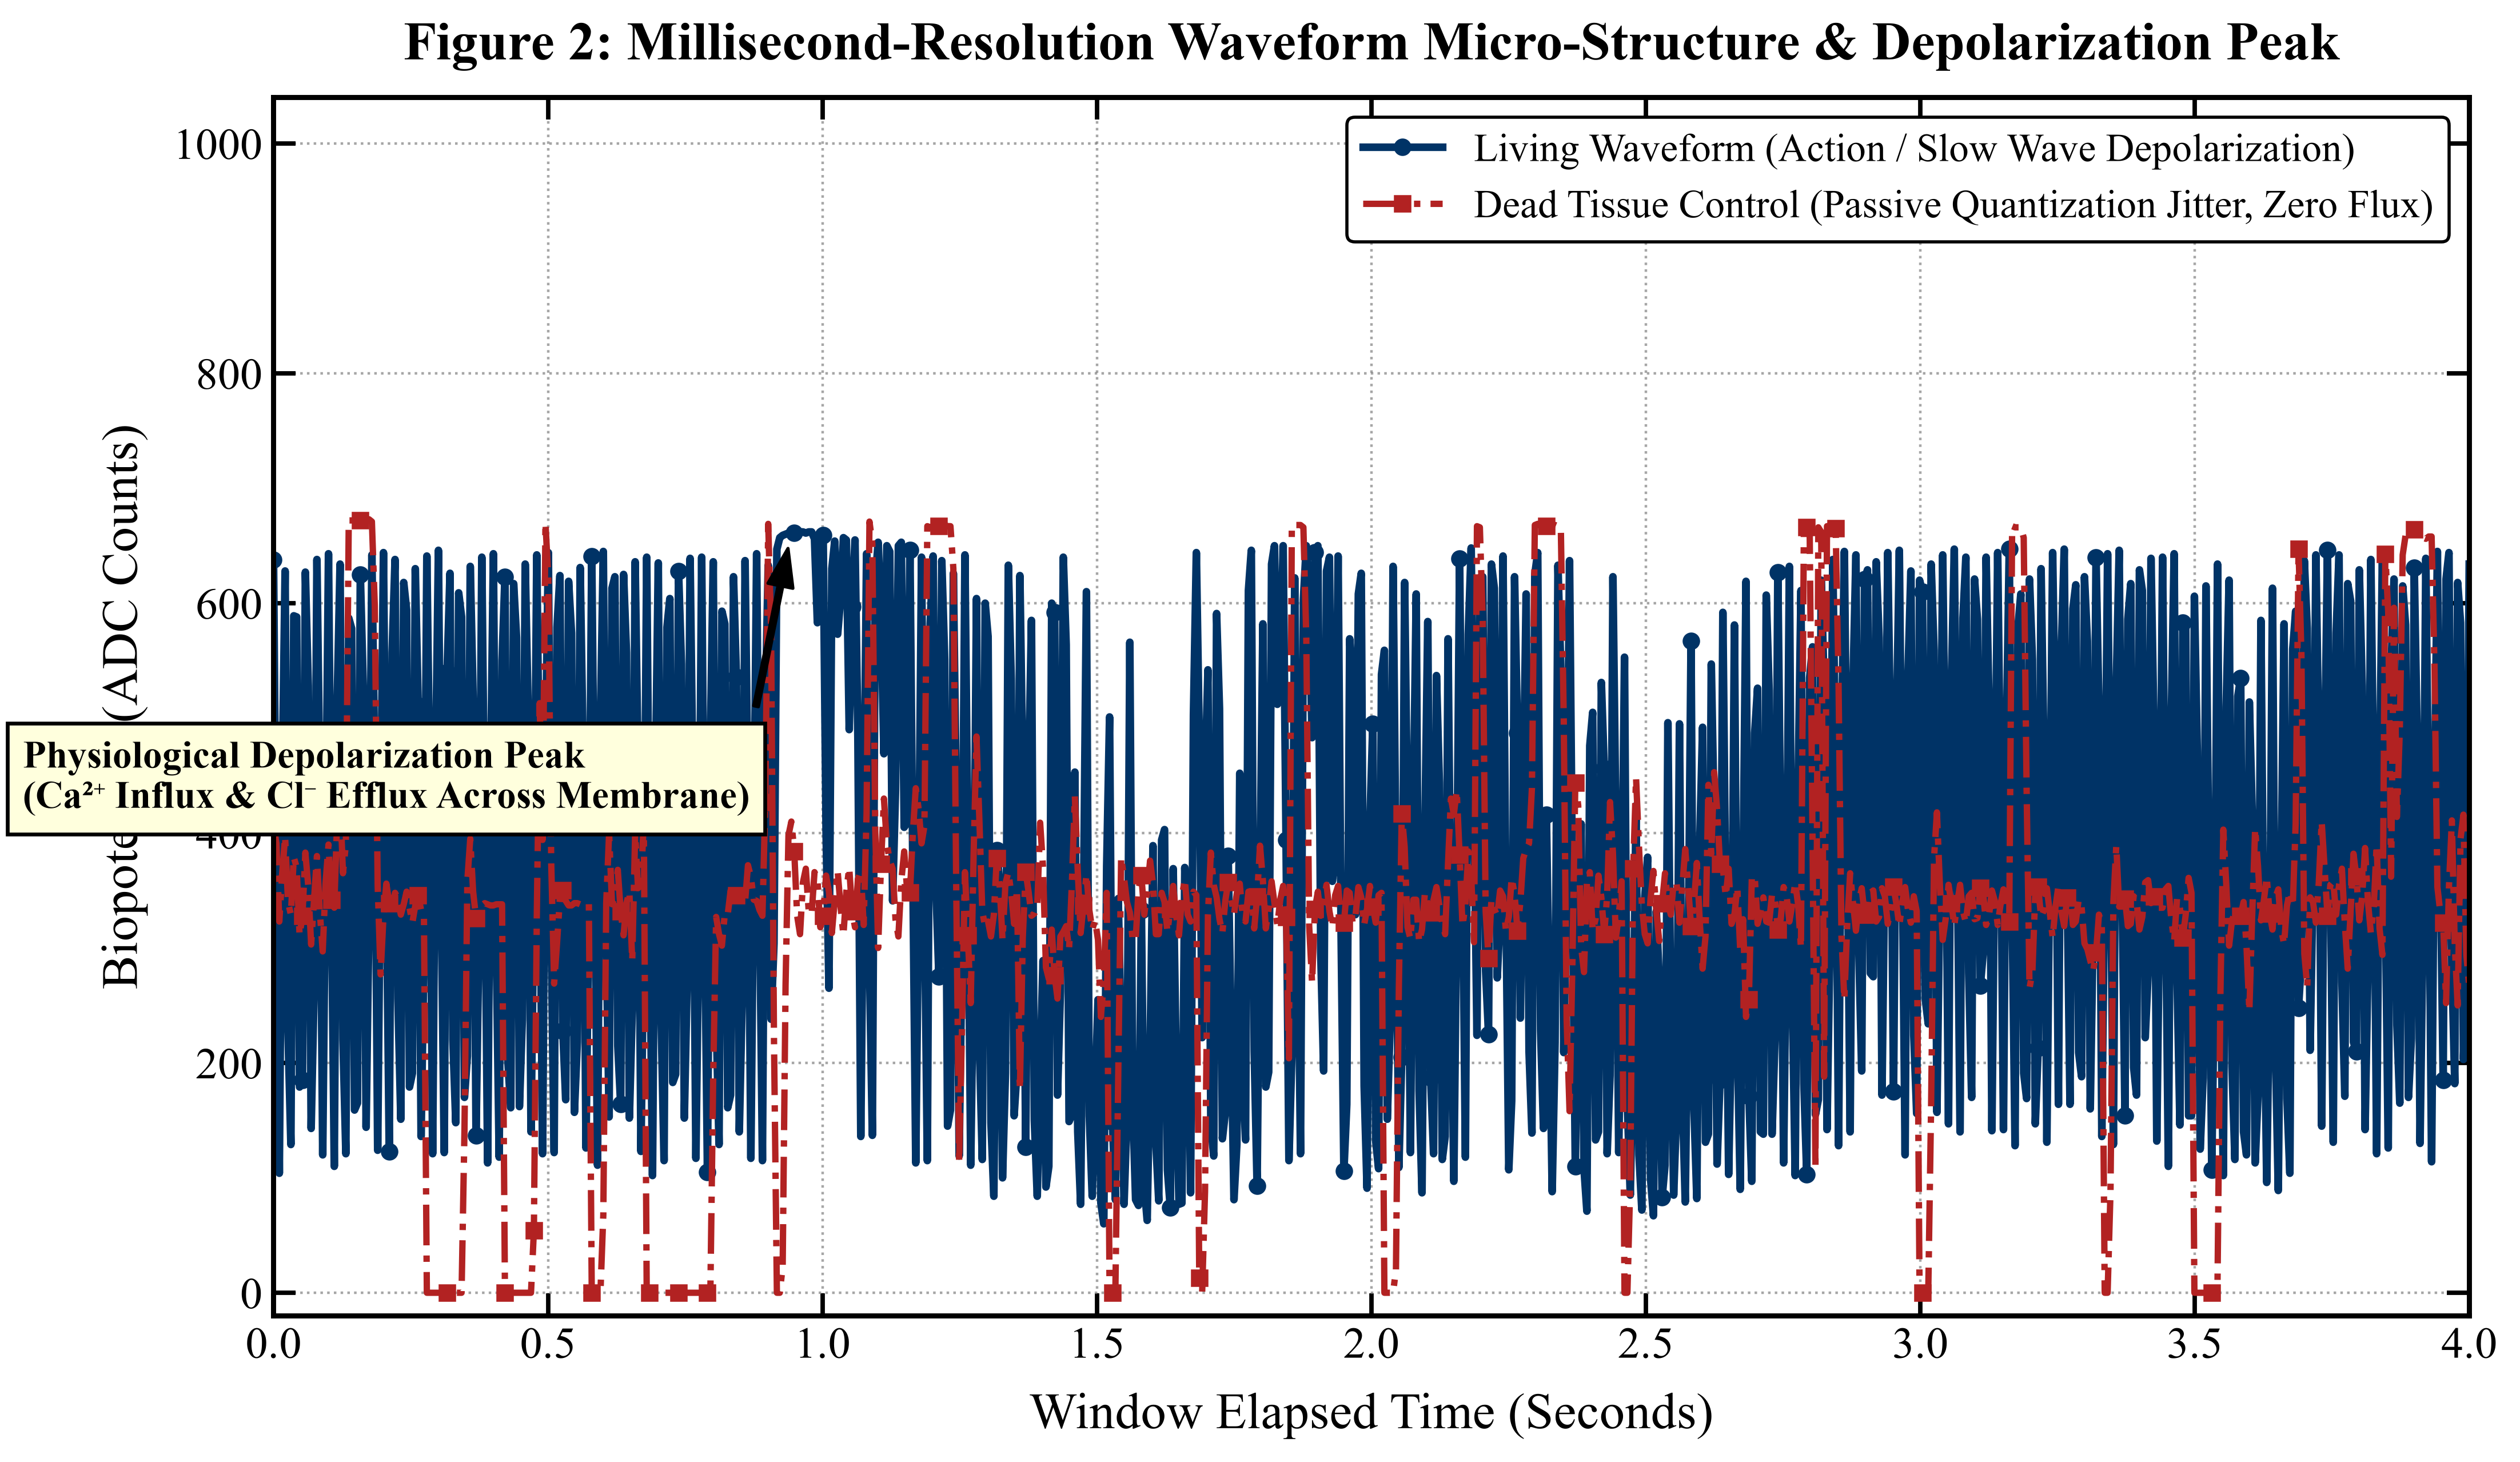 Figure 2: Millisecond-Resolution Waveform Micro-Structure & Depolarization Peak
Living Waveform (Action / Slow Wave Depolarization)
Dead Tissue Control (Passive Quantization Jitter, Zero Flux)
1000
800
600
400
200
0
(ADC Counts)
Physiological Depolarization Peak
(Ca²⁺ Influx & Cl⁻ Efflux Across Membrane)
0.0 0.5 1.0 1.5 2.0 2.5 3.0 3.5 4.0
Window Elapsed Time (Seconds)